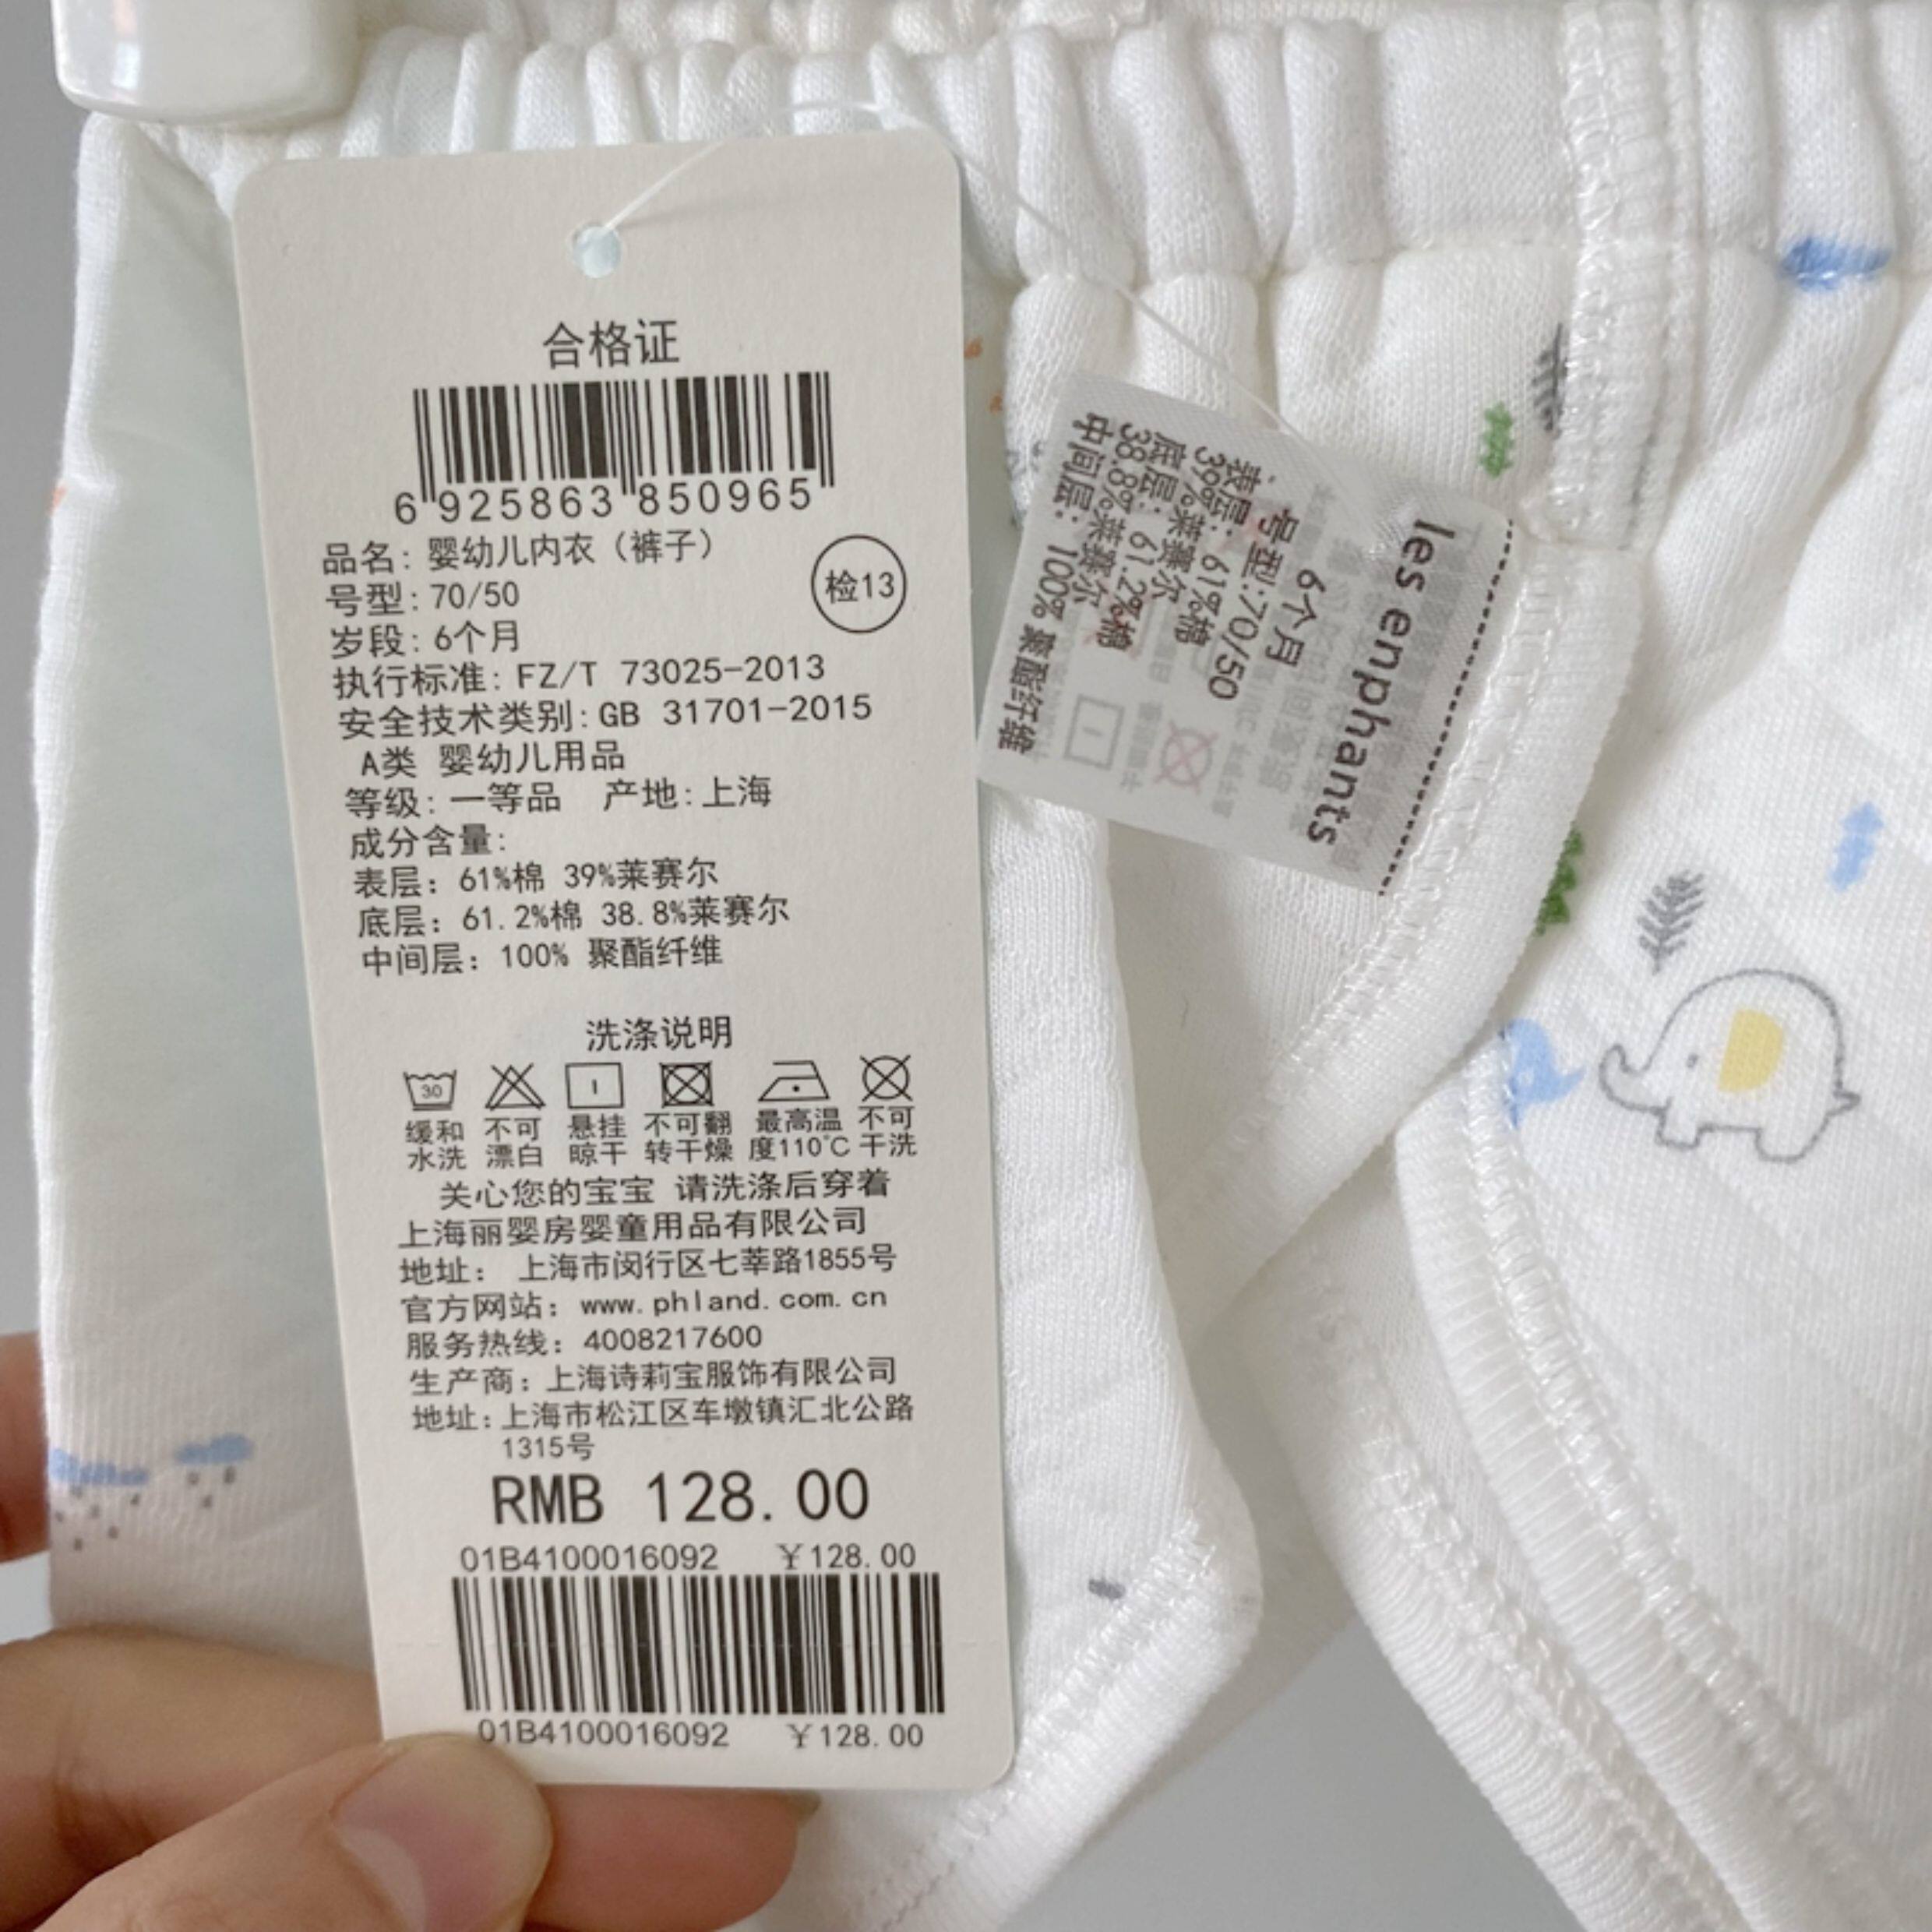 合格证
6 925863 850965
品名: 婴幼儿内衣（裤子）
号型: 70/50
检13
岁段: 6个月
执行标准: FZ/T 73025-2013
安全技术类别:GB 31701-2015
A类 婴幼儿用品
等级: 一等品 产地:上海
成分含量:
表层: 61%棉 39%莱赛尔
底层: 61.2%棉 38.8%莱赛尔
中间层: 100% 聚酯纤维
洗涤说明
30
缓和 不可 悬挂 不可翻 最高温 不可
水洗 漂白 晾干 转干燥 度110℃ 干洗
关心您的宝宝 请洗涤后穿着
上海丽婴房婴童用品有限公司
地址: 上海市闵行区七莘路1855号
官方网站: www.phland.com.cn
服务热线: 4008217600
生产商: 上海诗莉宝服饰有限公司
地址:上海市松江区车墩镇汇北公路
1315号
RMB 128.00
01B4100016092 ￥128.00
01B4100016092 ￥128.00
les enphants
6个月
号型:70/50
表层: 61%棉
39%莱赛尔
底层: 61.2%棉
38.8%莱赛尔
中间层: 100% 聚酯纤维